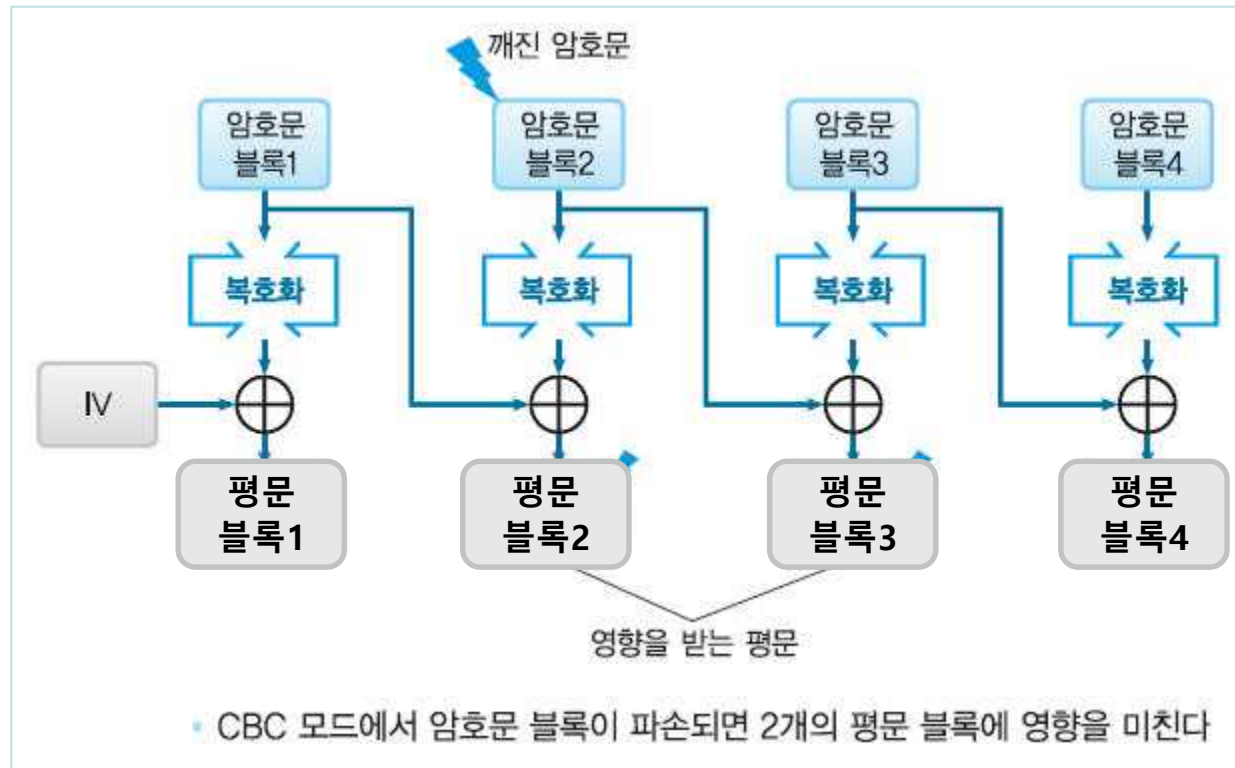 깨진 암호문
암호문
블록1
암호문
블록2
암호문
블록3
암호문
블록4
복호화
복호화
복호화
복호화
IV
평문
블록1
평문
블록2
평문
블록3
평문
블록4
영향을 받는 평문
• CBC 모드에서 암호문 블록이 파손되면 2개의 평문 블록에 영향을 미친다